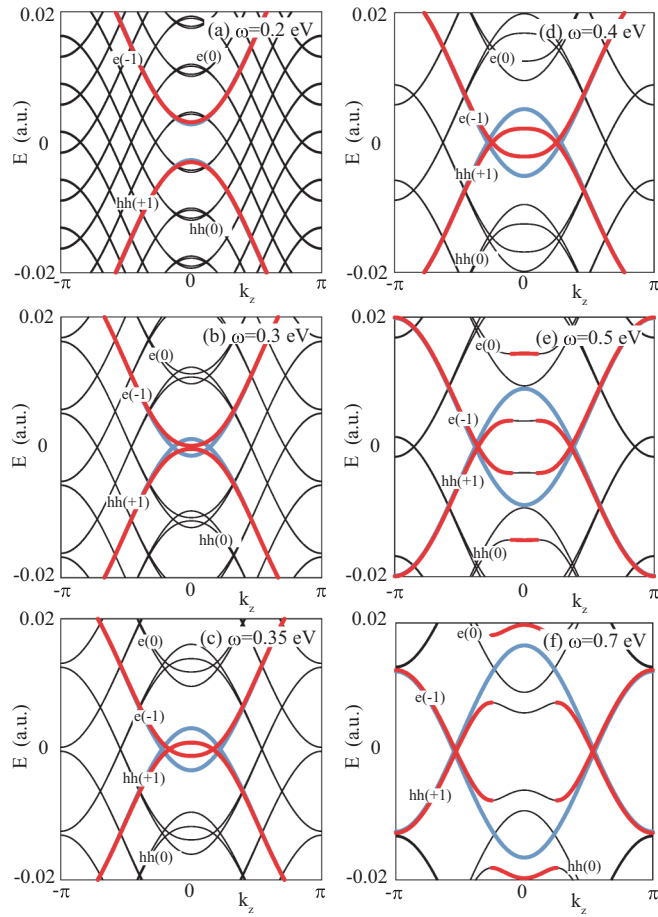 0.02
(a) ω=0.2 eV
e(-1)
e(0)
E (a.u.)
0
hh(+1)
hh(0)
-0.02
-π
0
k_z
π
0.02
(b) ω=0.3 eV
e(0)
e(-1)
E (a.u.)
0
hh(+1)
hh(0)
-0.02
-π
0
k_z
π
0.02
(c) ω=0.35 eV
e(0)
e(-1)
E (a.u.)
0
hh(+1)
hh(0)
-0.02
-π
0
k_z
π
0.02
(d) ω=0.4 eV
e(0)
e(-1)
E (a.u.)
0
hh(+1)
hh(0)
-0.02
-π
0
k_z
π
0.02
(e) ω=0.5 eV
e(0)
e(-1)
E (a.u.)
0
hh(+1)
hh(0)
-0.02
-π
0
k_z
π
0.02
e(0)
(f) ω=0.7 eV
e(-1)
E (a.u.)
0
hh(+1)
hh(0)
-0.02
-π
0
k_z
π